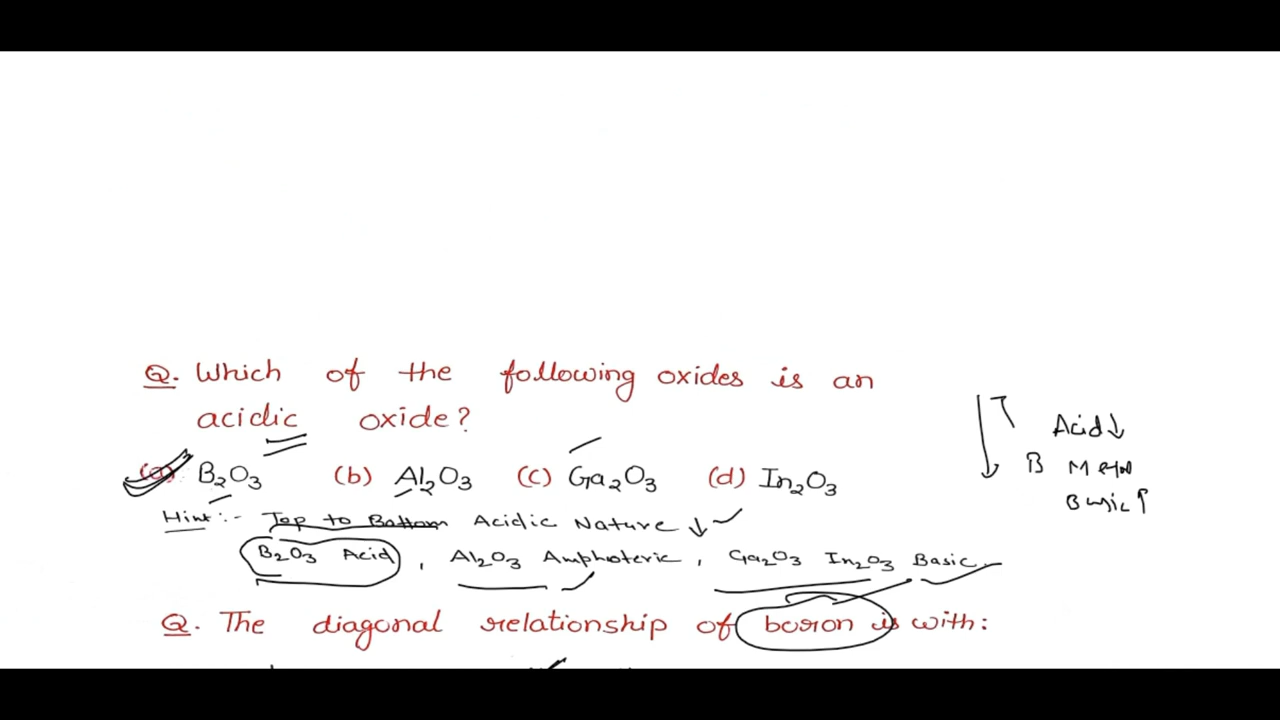 Q. Which of the following oxides is an
acidic oxide?
(a) B₂O₃ (b) Al₂O₃ (c) Ga₂O₃ (d) In₂O₃
Hint :- Top to Bottom Acidic Nature ↓
B₂O₃ Acid, Al₂O₃ Amphoteric, Ga₂O₃ In₂O₃ Basic.
Acid↓
B
Basic↑
Q. The diagonal relationship of boron is with: